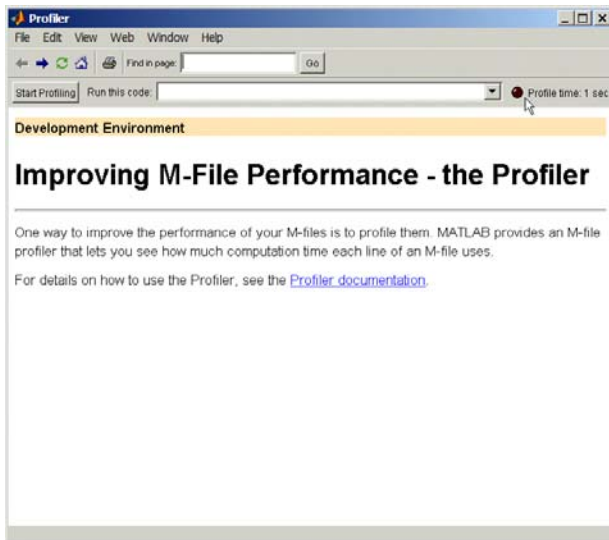 Profiler
File Edit View Web Window Help
Find in page: Go
Start Profiling Run this code: Profile time: 1 sec
Development Environment
Improving M-File Performance - the Profiler
One way to improve the performance of your M-files is to profile them. MATLAB provides an M-file
profiler that lets you see how much computation time each line of an M-file uses.
For details on how to use the Profiler, see the Profiler documentation.